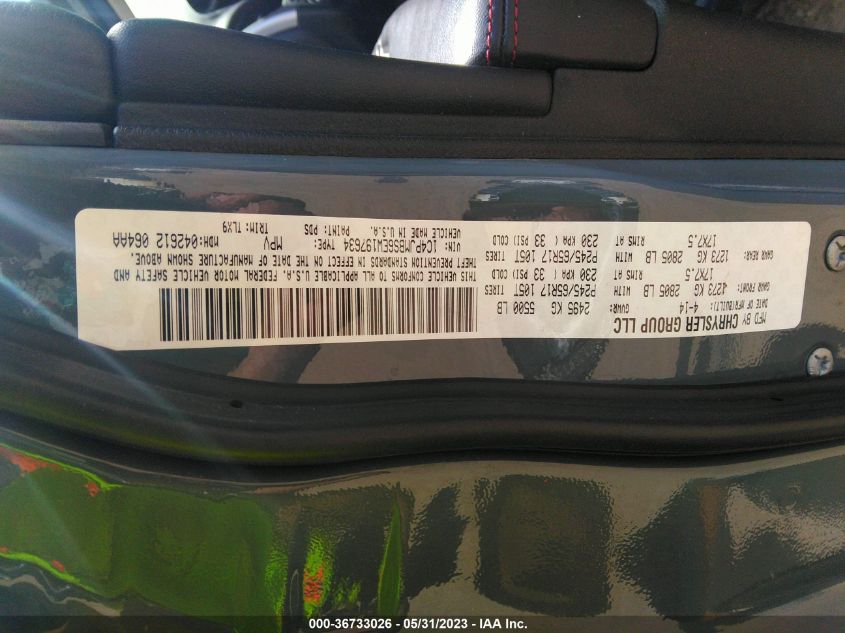 MFD BY CHRYSLER GROUP LLC
DATE OF MFR(BUILT): 4-14 GVWR: 2495 KG 5500 LB
GAWR FRONT: 1273 KG 2805 LB WITH P245/65R17 105T TIRES
17X7.5 RIMS AT 230 KPA ( 33 PSI) COLD
GAWR REAR: 1273 KG 2805 LB WITH P245/65R17 105T TIRES
17X7.5 RIMS AT 230 KPA ( 33 PSI) COLD
THIS VEHICLE CONFORMS TO ALL APPLICABLE U.S.A. FEDERAL MOTOR VEHICLE SAFETY AND
THEFT PREVENTION STANDARDS IN EFFECT ON THE DATE OF MANUFACTURE SHOWN ABOVE.
VIN: 1C4PJMBS6EW197634 TYPE: MPV MDH:042612 064AA
VEHICLE MADE IN U.S.A. PAINT: PDS TRIM: TLX9
000-36733026 - 05/31/2023 - IAA Inc.